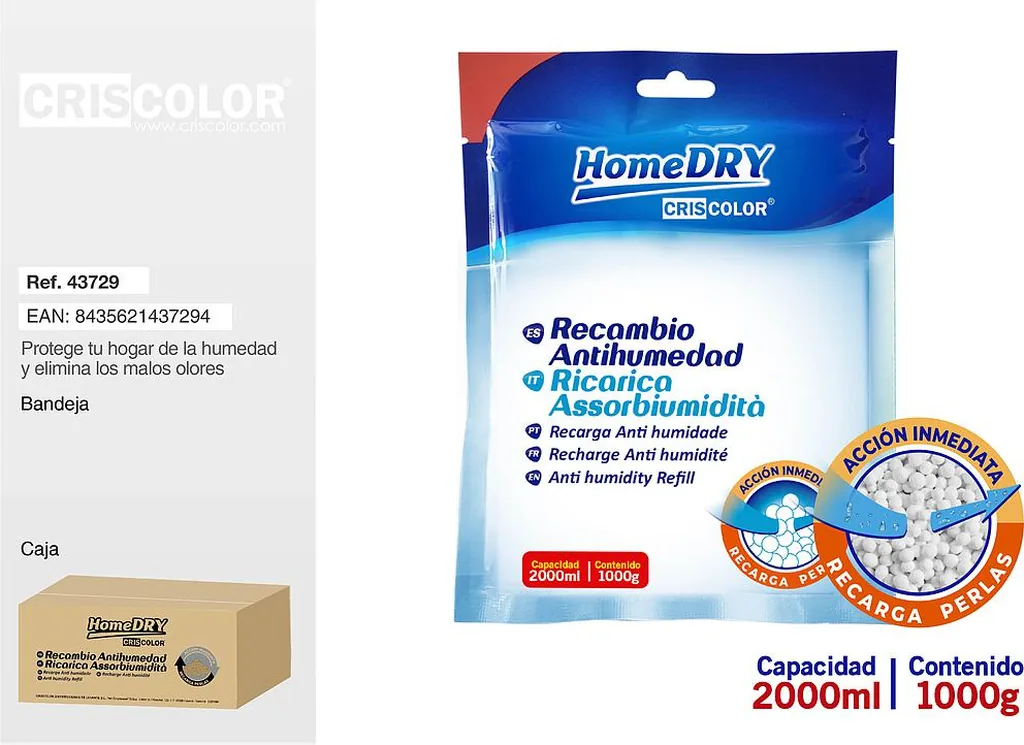 CRISCOLOR®
www.criscolor.com
Ref. 43729
EAN: 8435621437294
Protege tu hogar de la humedad
y elimina los malos olores
Bandeja
Caja
HomeDRY
CRISCOLOR
Recambio Antihumedad
Ricarica Assorbiumidità
Recarga Anti humidade
Recharge Anti humidité
Anti humidity Refill
RECARGA PERLAS
HomeDRY
CRISCOLOR®
ES Recambio
Antihumedad
IT Ricarica
Assorbiumidità
PT Recarga Anti humidade
FR Recharge Anti humidité
EN Anti humidity Refill
Capacidad Contenido
2000ml 1000g
ACCIÓN INMEDI
RECARGA PER
ACCIÓN INMEDIATA
RECARGA PERLAS
Capacidad Contenido
2000ml 1000g